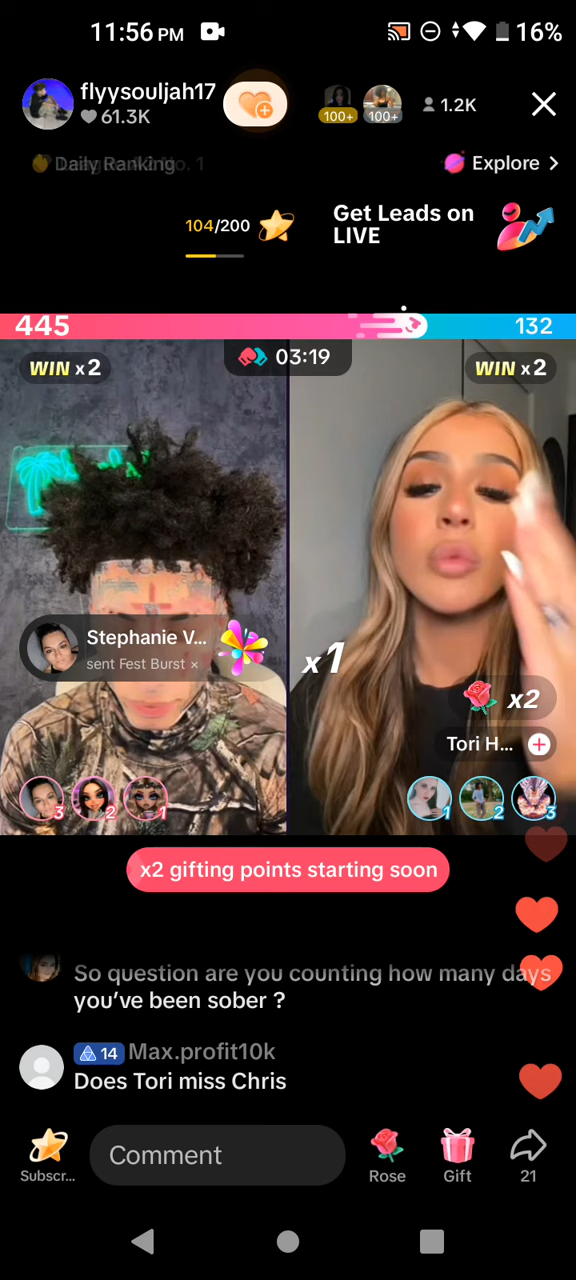 11:56 PM
16%
flyysouljah17
61.3K
100+
100+
1.2K
Daily Ranking
No. 1
Explore >
104/200
Get Leads on
LIVE
445
132
WIN x2
03:19
WIN x2
Stephanie V...
sent Fest Burst ×
x1
x2
Tori H...
3
2
1
1
2
3
x2 gifting points starting soon
So question are you counting how many days
you’ve been sober ?
14 Max.profit10k
Does Tori miss Chris
Subscr...
Comment
Rose
Gift
21